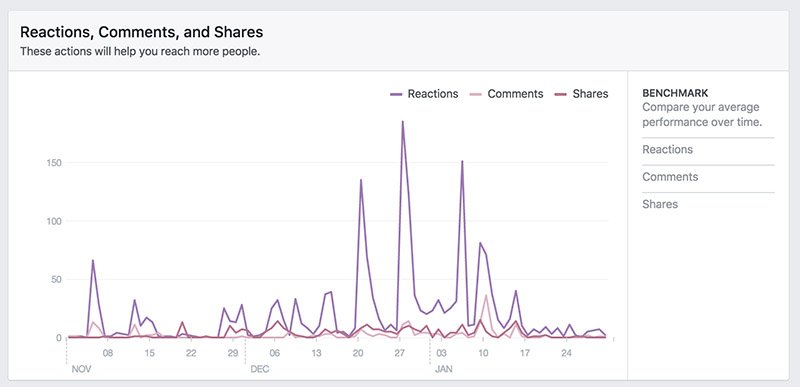 Reactions, Comments, and Shares
These actions will help you reach more people.
Reactions Comments Shares
BENCHMARK
Compare your average
performance over time.
Reactions
Comments
Shares
150
100
50
0
08 15 22 29 06 13 20 27 03 10 17 24
NOV DEC JAN